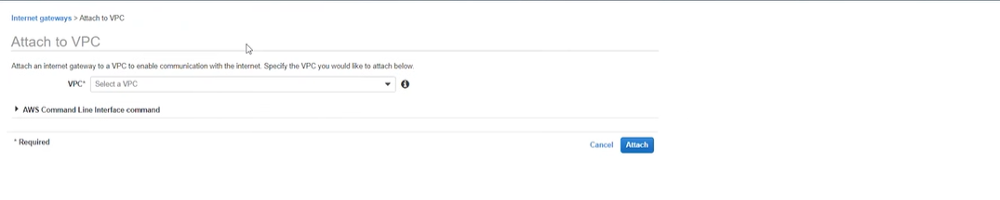 Internet gateways > Attach to VPC
Attach to VPC
Attach an internet gateway to a VPC to enable communication with the internet. Specify the VPC you would like to attach below.
VPC* Select a VPC
AWS Command Line Interface command
* Required
Cancel Attach